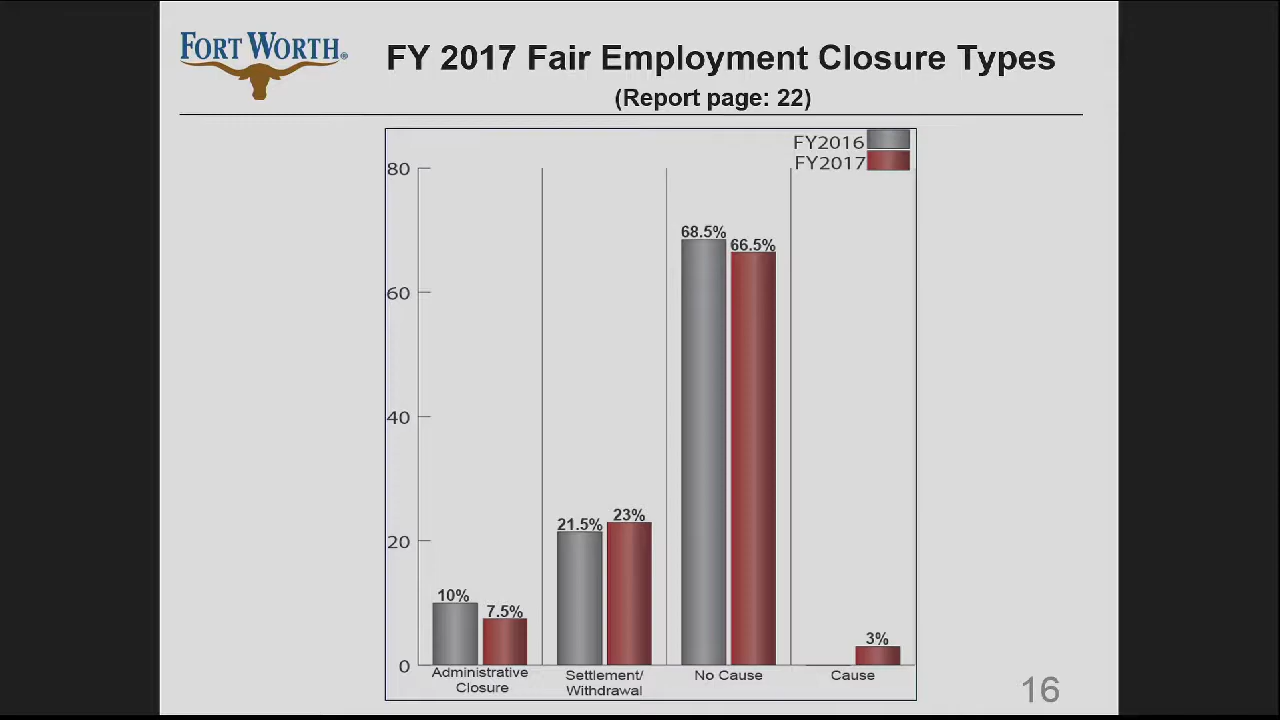 FORT WORTH®
FY 2017 Fair Employment Closure Types
(Report page: 22)
FY2016
FY2017
80
60
40
20
0
10%
7.5%
21.5%
23%
68.5%
66.5%
3%
Administrative
Closure
Settlement/
Withdrawal
No Cause
Cause
16